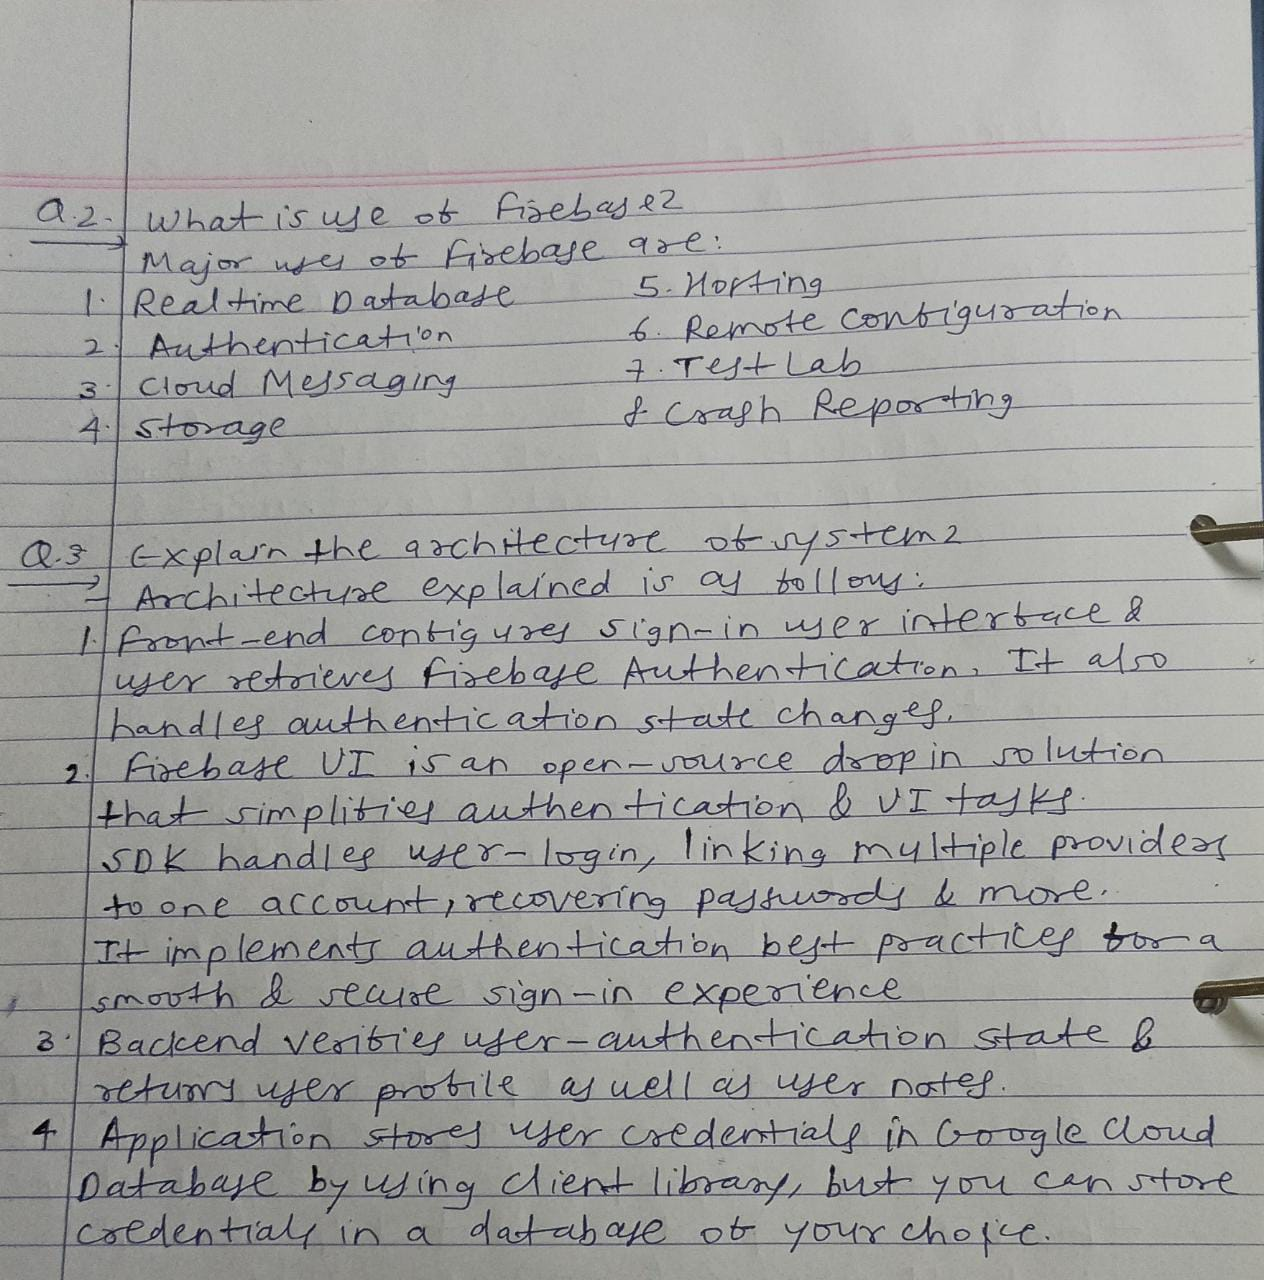 Q.2. What is use of Firebase?
Major uses of Firebase are:
1. Realtime Database
2. Authentication
3. Cloud Messaging
4. Storage
5. Hosting
6. Remote Configuration
7. Test Lab
8 Crash Reporting
Q.3 Explain the architecture of system?
→ Architecture explained is as follows:
1. Front-end configures sign-in user interface &
user retrieves Firebase Authentication. It also
handles authentication state changes.
2. Firebase UI is an open-source drop in solution
that simplifies authentication & UI tasks.
SDK handles user-login, linking multiple providers
to one account, recovering passwords & more.
It implements authentication best practices for a
smooth & secure sign-in experience
3. Backend verifies user-authentication state &
returns user profile as well as user notes.
4 Application stores user credentials in Google Cloud
Database by using client library, but you can store
credentials in a database of your choice.